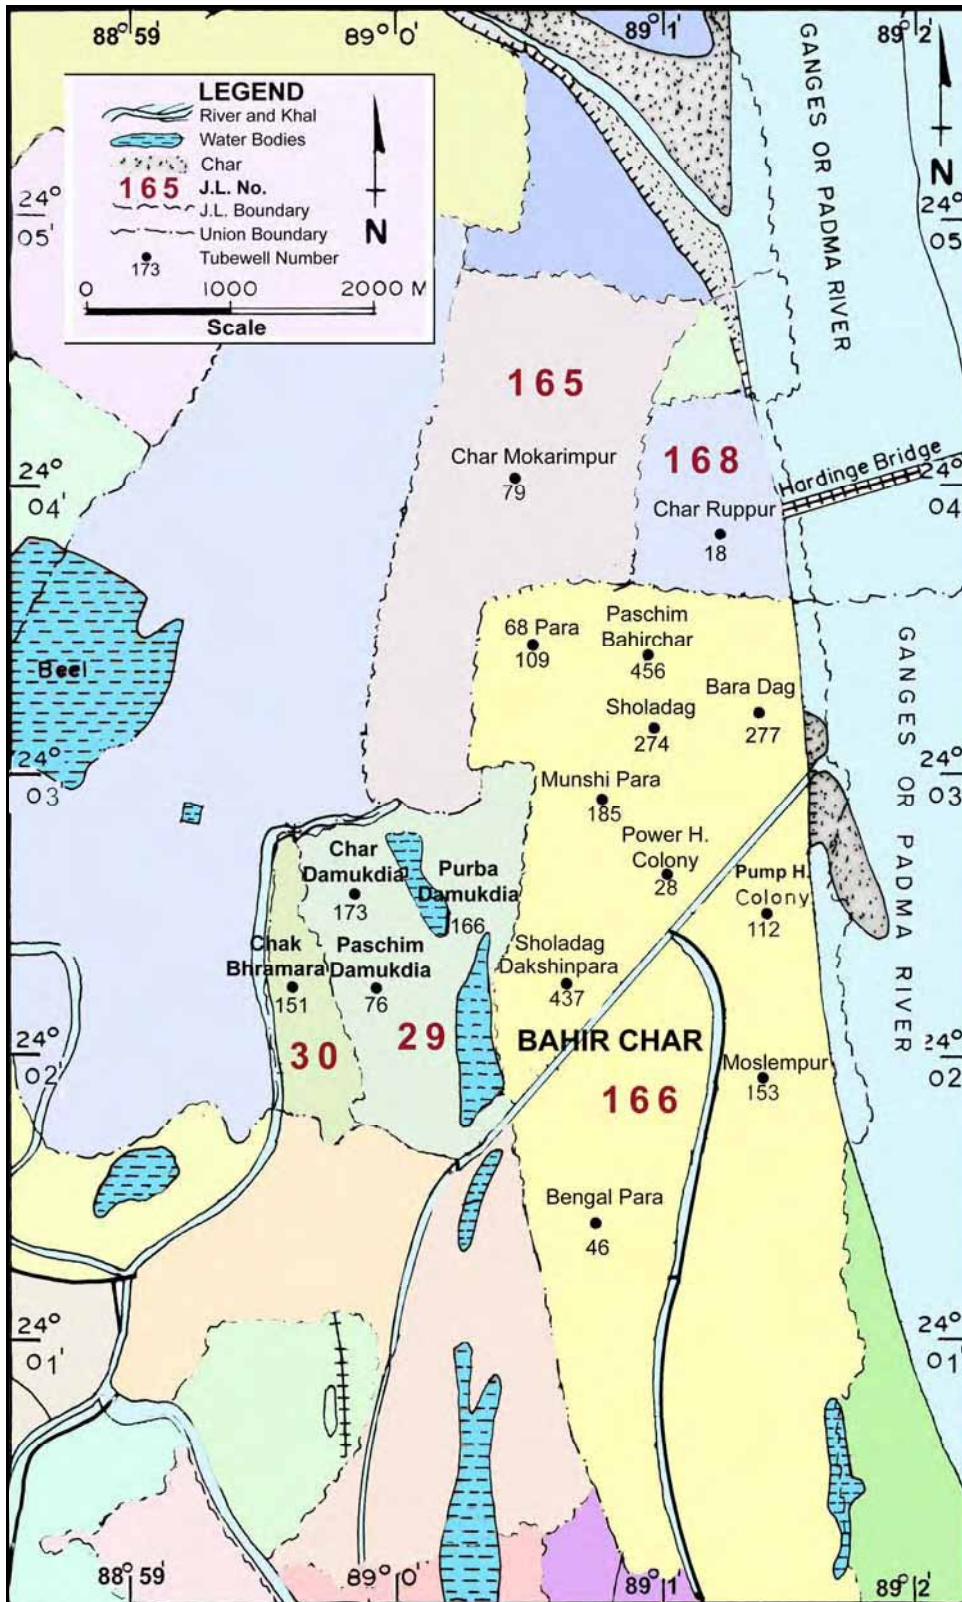 88° 59'
89° 0'
89° 1'
89° 2'
LEGEND
River and Khal
Water Bodies
Char
165 J.L. No.
J.L. Boundary
Union Boundary
173 Tubewell Number
N
0 1000 2000 M
Scale
N
GANGES OR PADMA RIVER
24°
05'
24°
05'
165
Char Mokarimpur
79
168
Char Ruppur
18
Hardinge Bridge
24°
04'
24°
04'
68 Para
109
Paschim
Bahirchar
456
Bara Dag
277
Sholadag
274
Beel
GANGES OR PADMA RIVER
24°
03'
24°
03'
Munshi Para
185
Power H.
Colony
28
Pump H.
Colony
112
Char
Damukdia
173
Purba
Damukdia
166
Chak
Bhramara
151
Paschim
Damukdia
76
Sholadag
Dakshinpara
437
30
29
BAHIR CHAR
166
Moslempur
153
24°
02'
24°
02'
Bengal Para
46
24°
01'
24°
01'
88° 59'
89° 0'
89° 1'
89° 2'